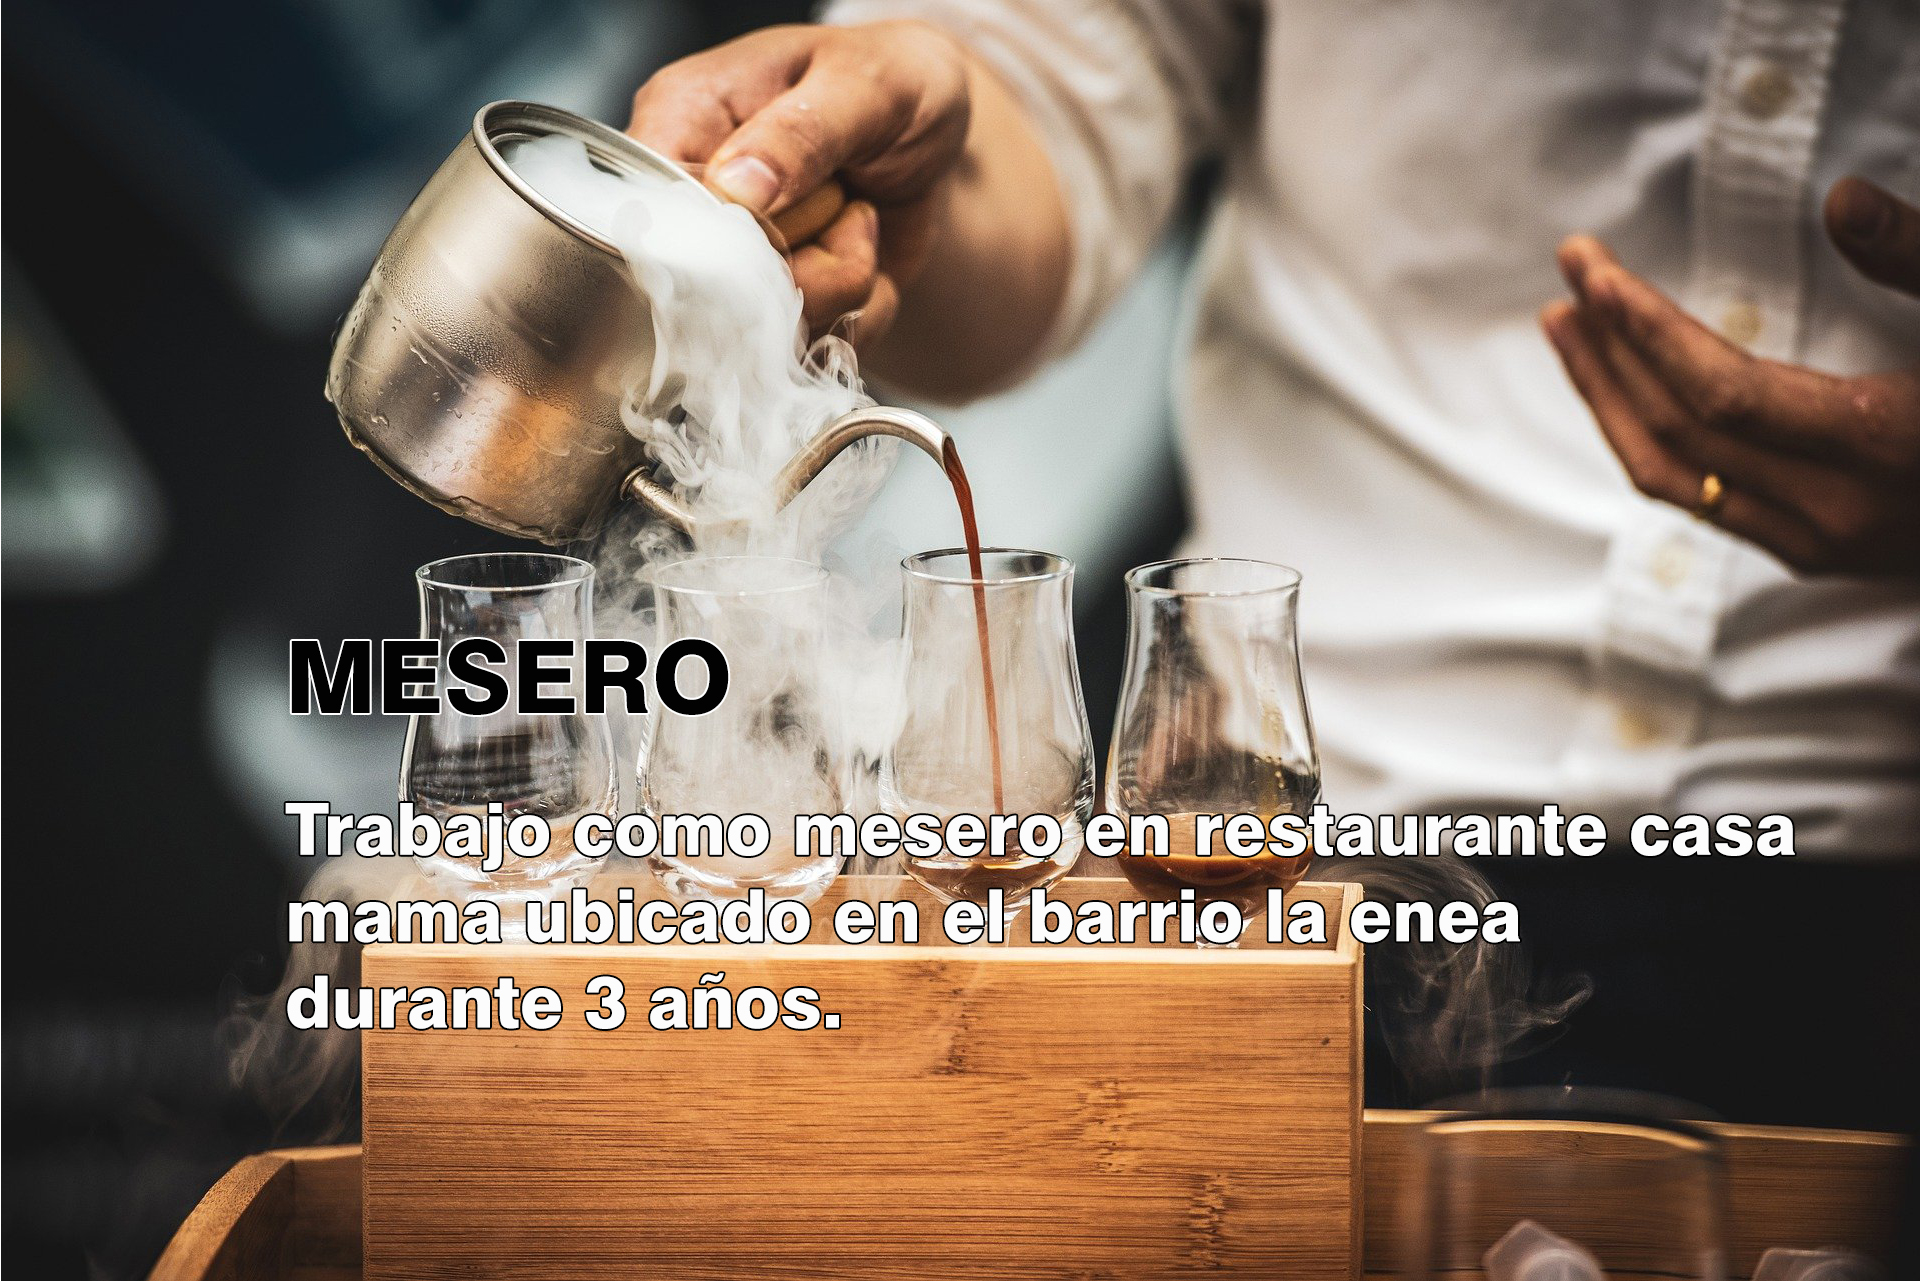 MESERO
Trabajo como mesero en restaurante casa
mama ubicado en el barrio la enea
durante 3 años.